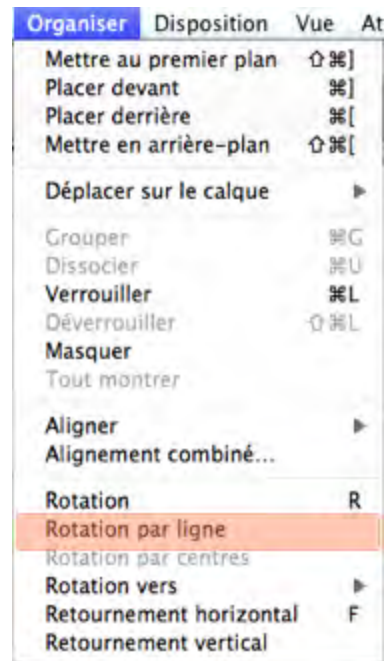 Organiser Disposition Vue At
Mettre au premier plan ⇧⌘]
Placer devant ⌘]
Placer derrière ⌘[
Mettre en arrière-plan ⇧⌘[
Déplacer sur le calque ▶
Grouper ⌘G
Dissocier ⌘U
Verrouiller ⌘L
Déverrouiller ⇧⌘L
Masquer
Tout montrer
Aligner ▶
Alignement combiné...
Rotation R
Rotation par ligne
Rotation par centres
Rotation vers ▶
Retournement horizontal F
Retournement vertical